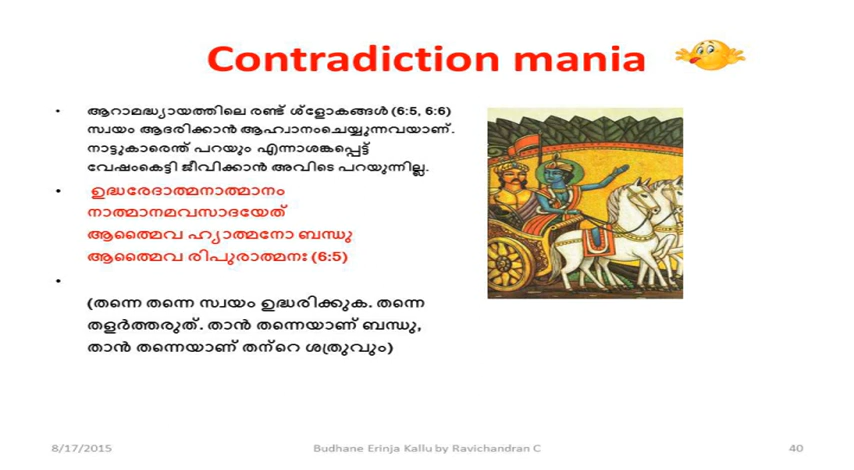 Contradiction mania
• ആറാമദ്ധ്യായത്തിലെ രണ്ട് ശ്ളോകങ്ങൾ (6:5, 6:6)
സ്വയം ആദരിക്കാൻ ആഹ്വാനംചെയ്യുന്നവയാണ്.
നാട്ടുകാരെന്ത് പറയും എന്നാശങ്കപ്പെട്ട്
വേഷംകെട്ടി ജീവിക്കാൻ അവിടെ പറയുന്നില്ല.
• ഉദ്ധരേദാത്മനാത്മാനം
നാത്മാനമവസാദയേത്
ആത്മൈവ ഹ്യാത്മനോ ബന്ധു
ആത്മൈവ രിപുരാത്മനഃ (6:5)
•
(തന്നെ തന്നെ സ്വയം ഉദ്ധരിക്കുക. തന്നെ
തളർത്തരുത്. താൻ തന്നെയാണ് ബന്ധു,
താൻ തന്നെയാണ് തന്റെ ശത്രുവും)
8/17/2015 Budhane Erinja Kallu by Ravichandran C 40